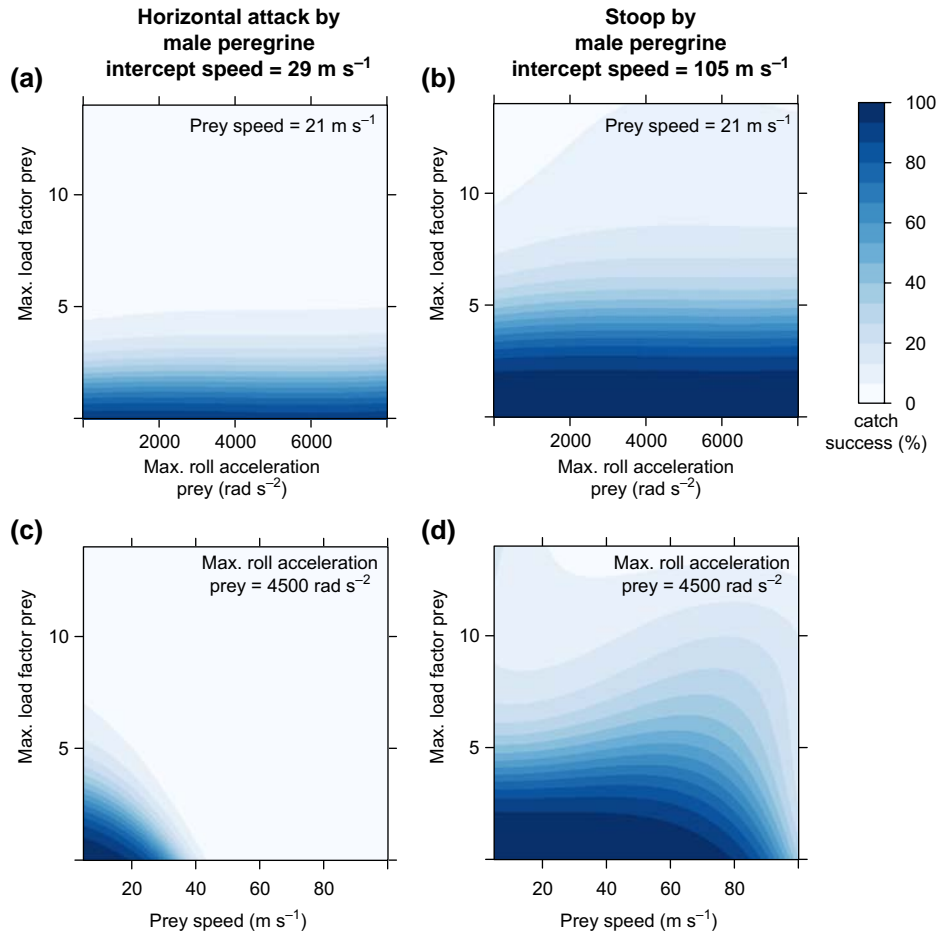 Horizontal attack by
male peregrine
intercept speed = 29 m s⁻¹
Stoop by
male peregrine
intercept speed = 105 m s⁻¹
(a)
Prey speed = 21 m s⁻¹
10
5
Max. load factor prey
2000 4000 6000
Max. roll acceleration
prey (rad s⁻²)
(b)
Prey speed = 21 m s⁻¹
10
5
Max. load factor prey
2000 4000 6000
Max. roll acceleration
prey (rad s⁻²)
100
80
60
40
20
0
catch
success (%)
(c)
Max. roll acceleration
prey = 4500 rad s⁻²
10
5
Max. load factor prey
20 40 60 80
Prey speed (m s⁻¹)
(d)
Max. roll acceleration
prey = 4500 rad s⁻²
10
5
Max. load factor prey
20 40 60 80
Prey speed (m s⁻¹)